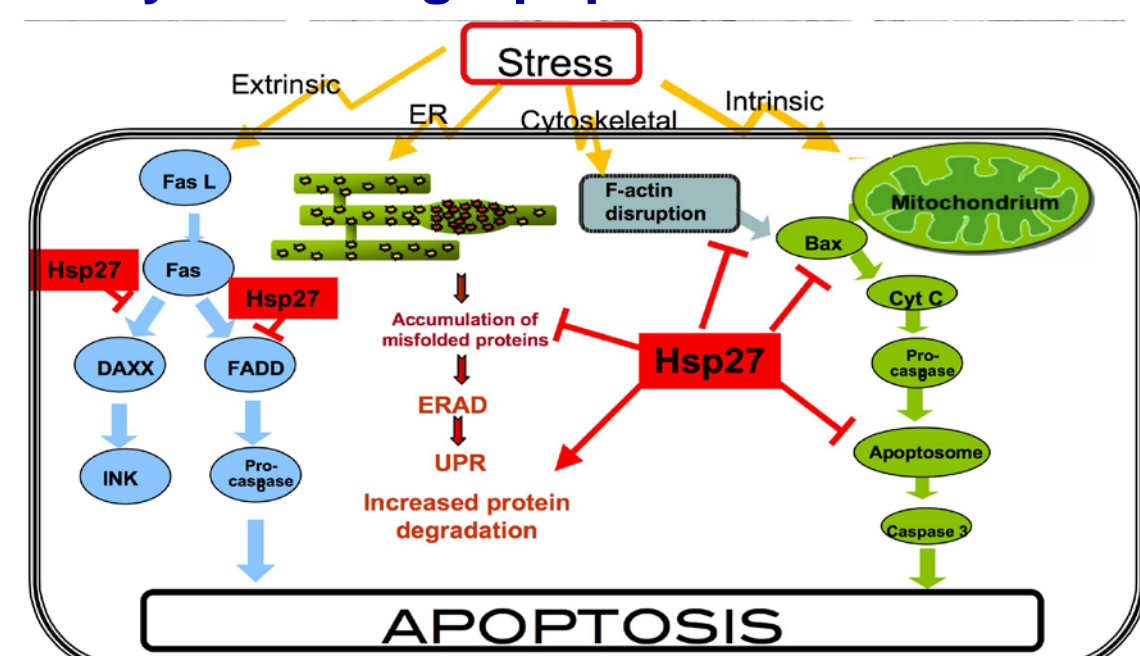 Stress
Extrinsic
ER
Cytoskeletal
Intrinsic
Fas L
F-actin
disruption
Mitochondrium
Bax
Hsp27
Fas
Hsp27
Cyt C
Accumulation of
misfolded proteins
Hsp27
Pro-
caspase
DAXX
FADD
ERAD
Apoptosome
UPR
INK
Pro-
caspase
Increased protein
degradation
Caspase 3
APOPTOSIS